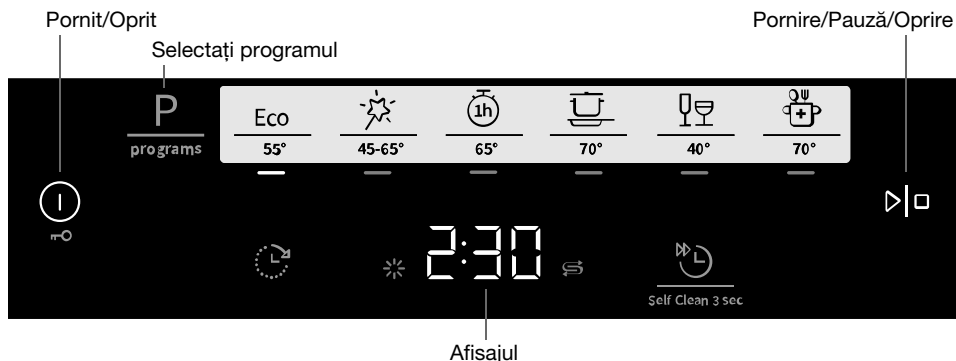 Pornit/Oprit
Pornire/Pauză/Oprire
Selectați programul
P
programs
Eco
1h
55°
45-65°
65°
70°
40°
70°
2:30
Self Clean 3 sec
Afisajul